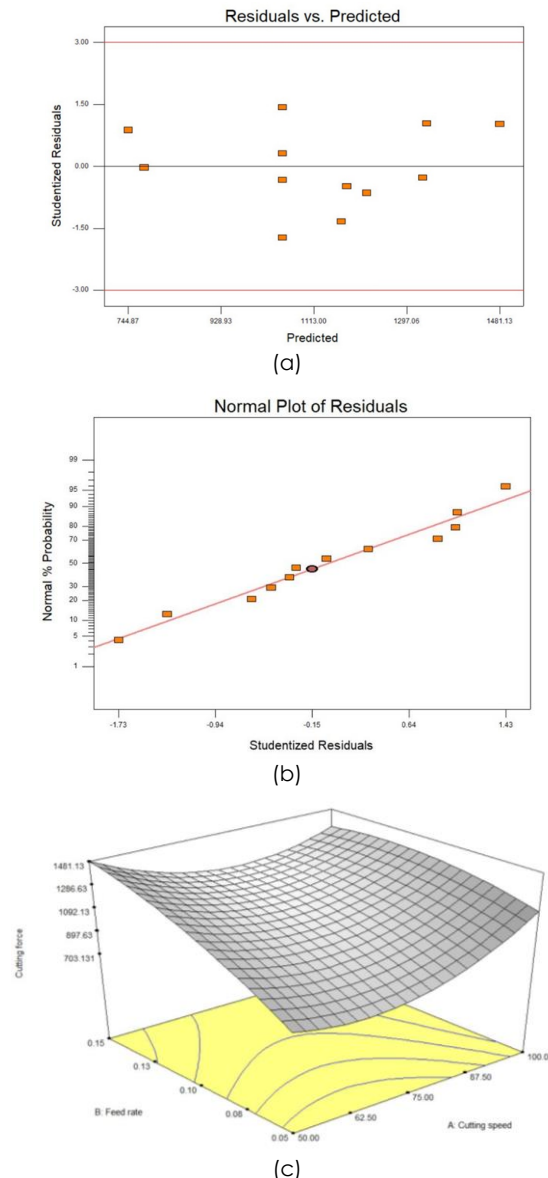 Residuals vs. Predicted
3.00
1.50
0.00
-1.50
-3.00
Studentized Residuals
744.87 928.93 1113.00 1297.06 1481.13
Predicted
(a)
Normal Plot of Residuals
99
95
90
80
70
50
30
20
10
5
1
Normal % Probability
-1.73 -0.94 -0.15 0.64 1.43
Studentized Residuals
(b)
1481.13
1286.63
1092.13
897.63
703.131
Cutting force
0.15
0.13
0.10
0.08
0.05
B: Feed rate
50.00
62.50
75.00
87.50
100.0
A: Cutting speed
(c)